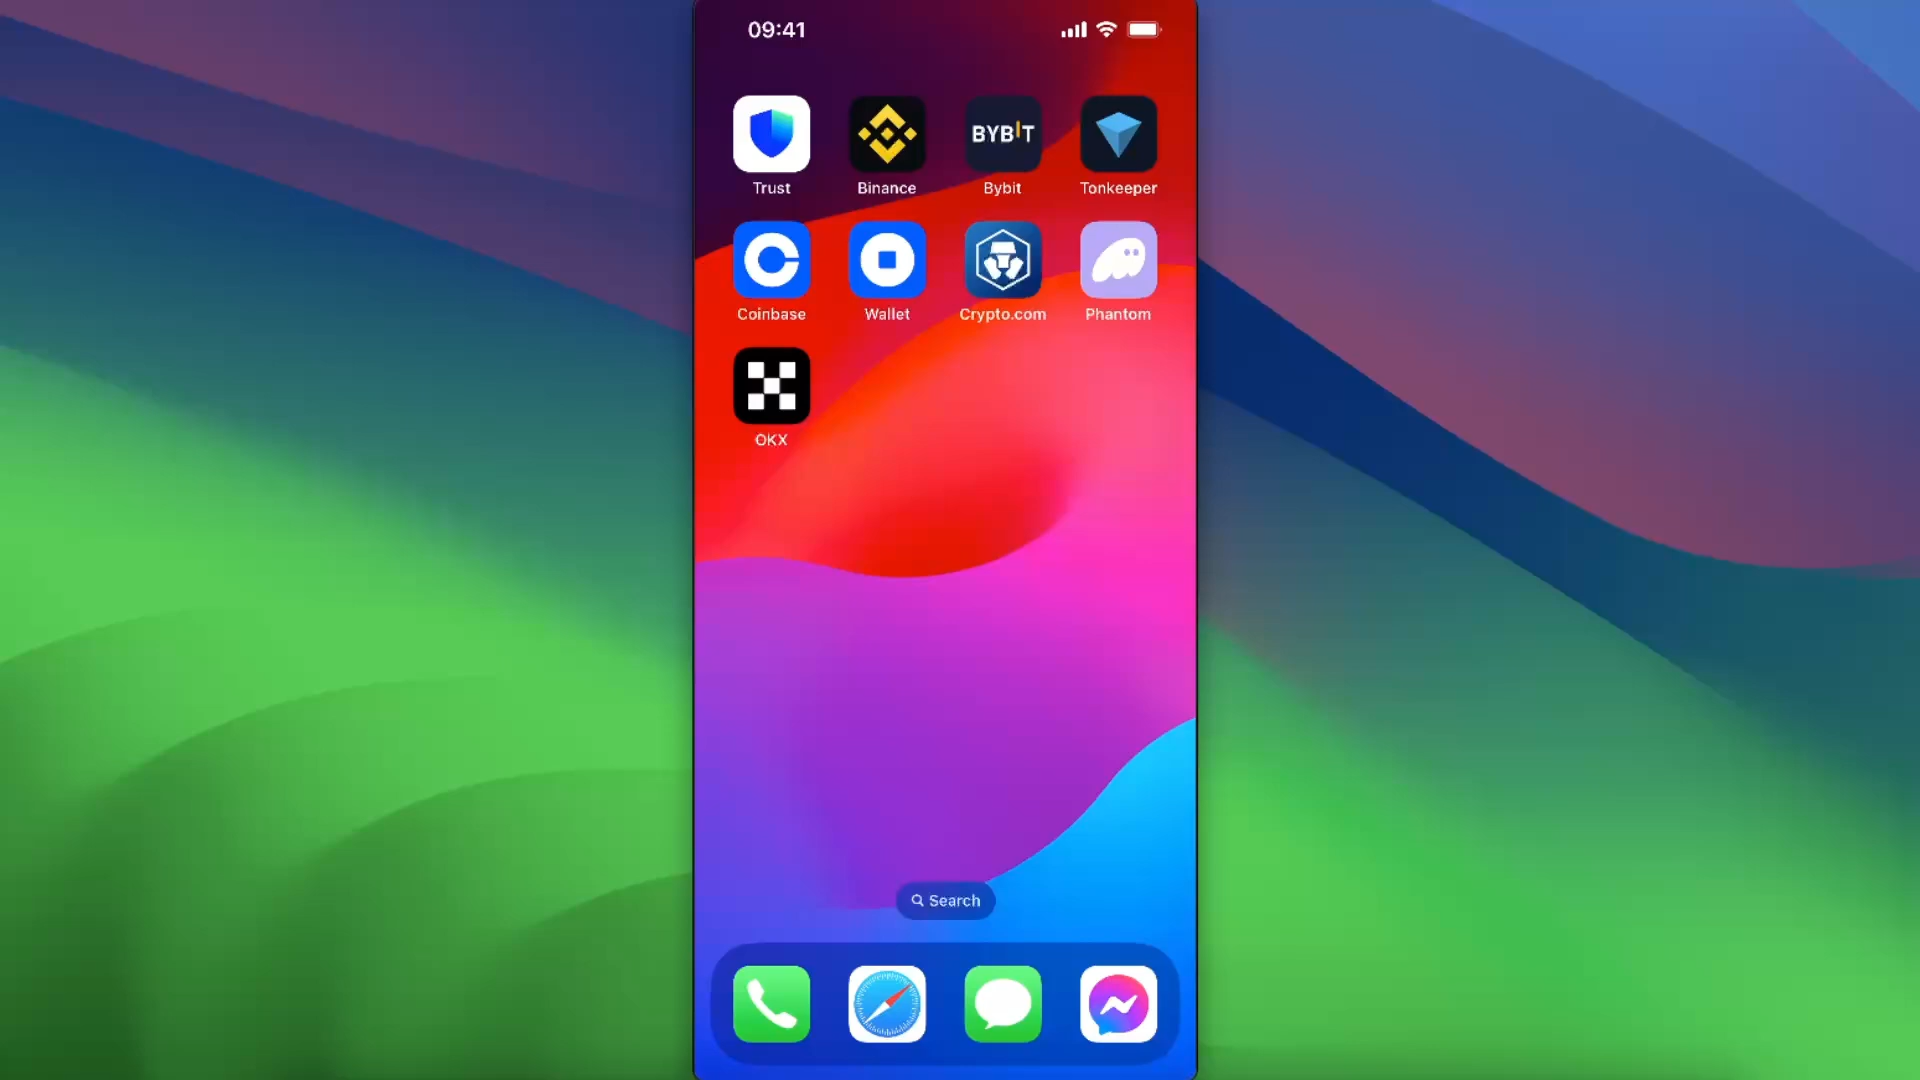 09:41
BYBIT
Trust
Binance
Bybit
Tonkeeper
Coinbase
Wallet
Crypto.com
Phantom
OKX
Search